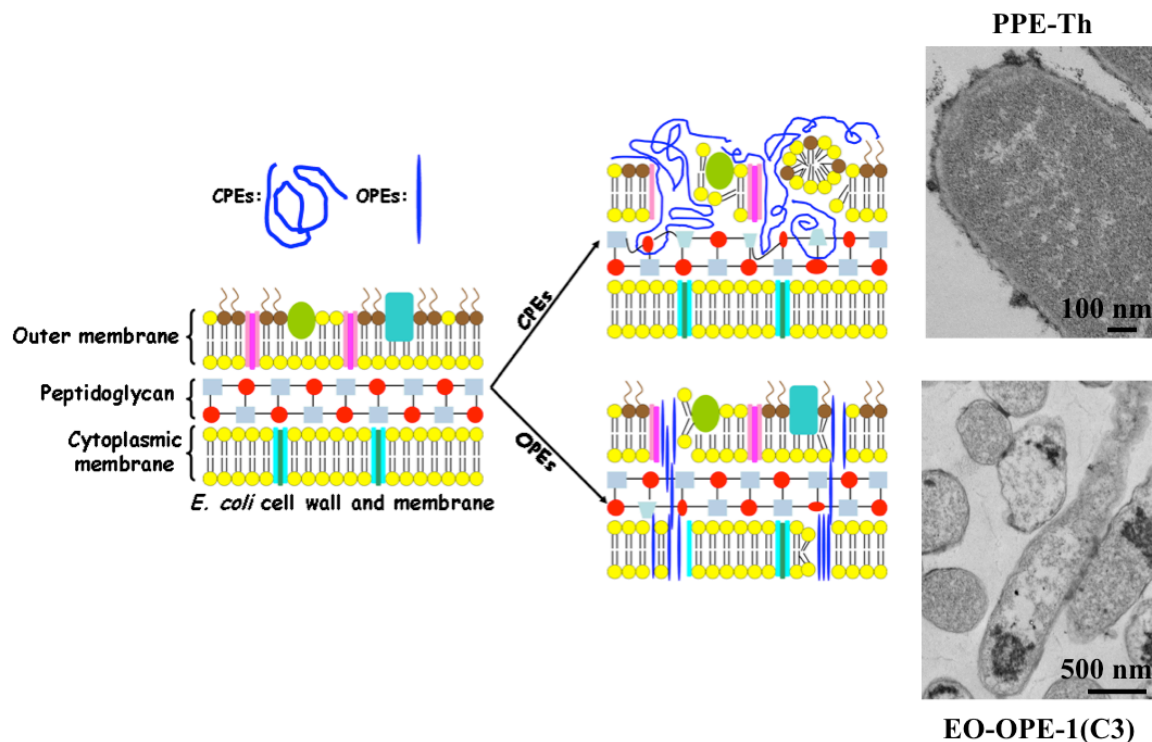 PPE-Th
CPEs:
OPEs:
100 nm
CPEs
Outer membrane
Peptidoglycan
Cytoplasmic
membrane
OPEs
E. coli cell wall and membrane
500 nm
EO-OPE-1(C3)